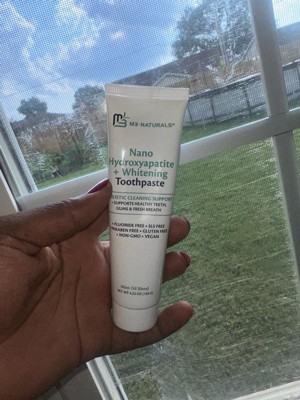 M3 NATURALS®
Nano
Hydroxyapatite
+ Whitening
Toothpaste
HOLISTIC CLEANING SUPPORT
• SUPPORTS HEALTHY TEETH,
GUMS & FRESH BREATH
• FLUORIDE FREE • SLS FREE
PARABEN FREE • GLUTEN FREE
• NON-GMO • VEGAN